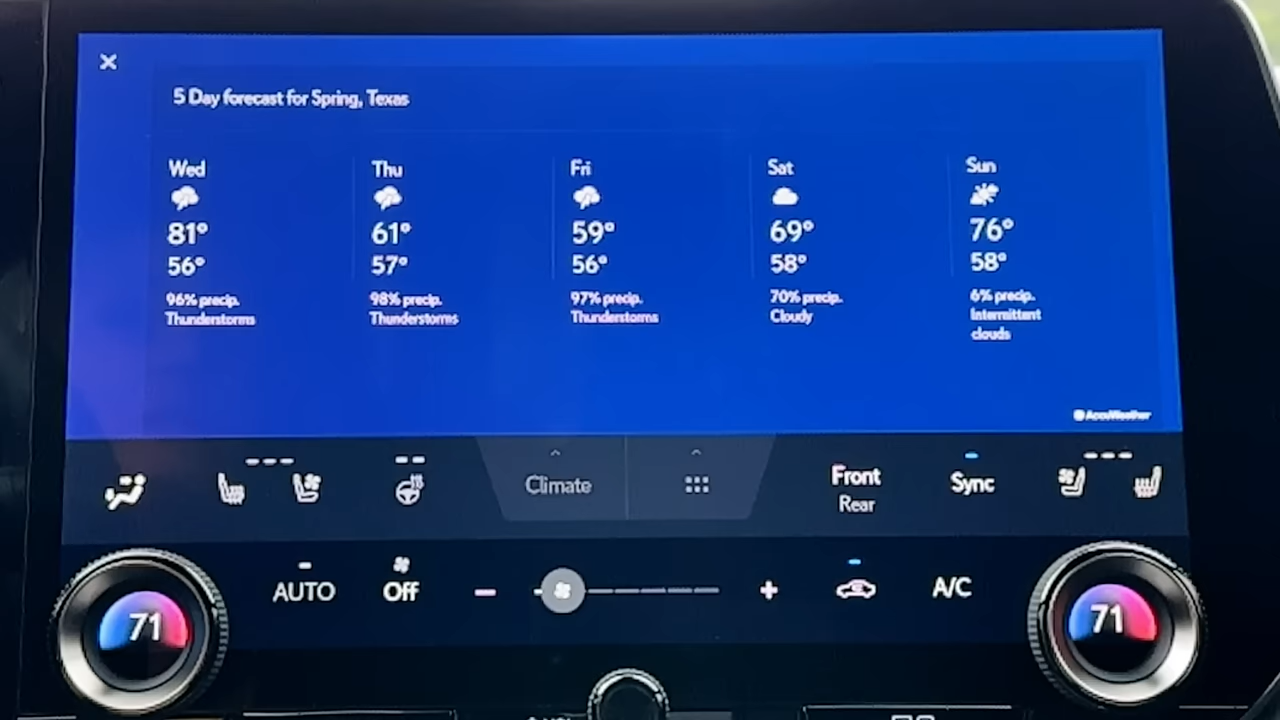 5 Day forecast for Spring, Texas
Wed
81°
56°
96% precip.
Thunderstorms
Thu
61°
57°
98% precip.
Thunderstorms
Fri
59°
56°
97% precip.
Thunderstorms
Sat
69°
58°
70% precip.
Cloudy
Sun
76°
58°
6% precip.
Intermittent
clouds
AccuWeather
Climate
Front
Rear
Sync
71
AUTO
Off
A/C
71